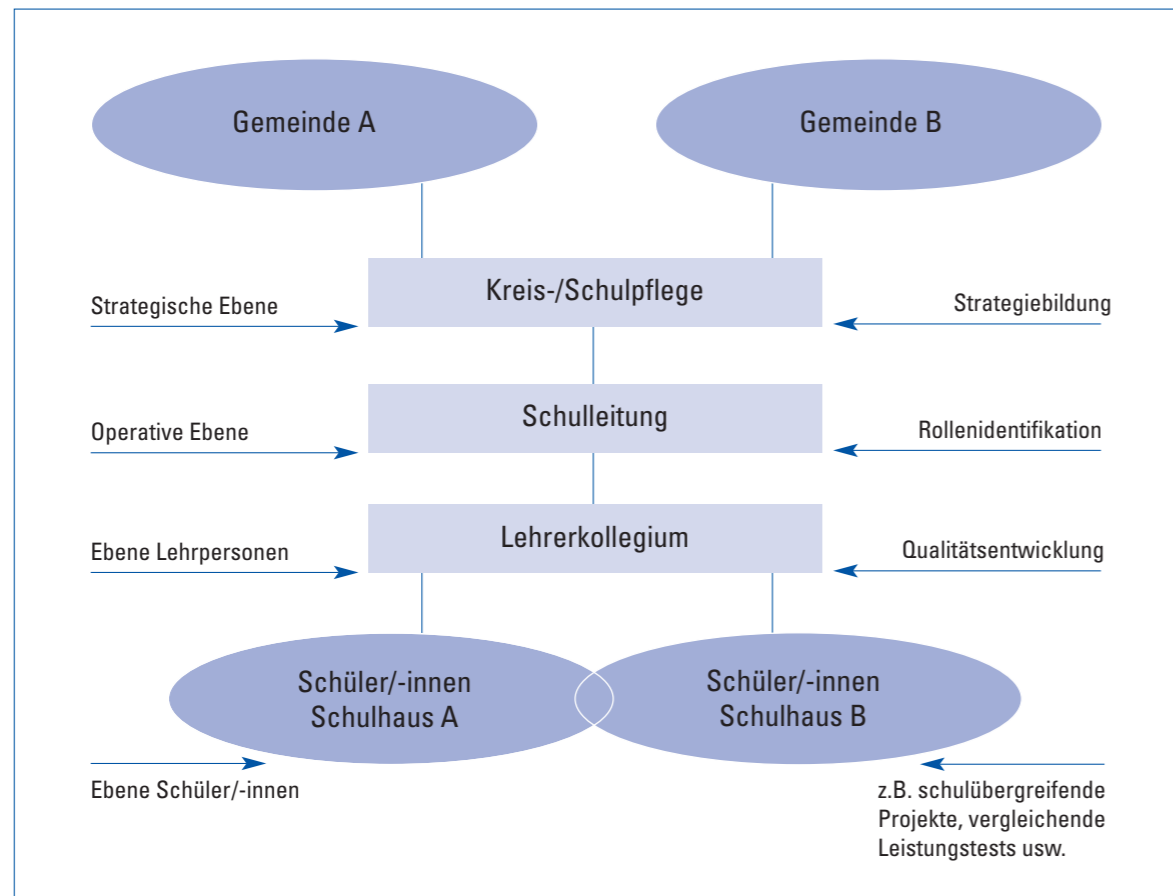 Gemeinde A
Gemeinde B
Kreis-/Schulpflege
Strategische Ebene
Strategiebildung
Schulleitung
Operative Ebene
Rollenidentifikation
Lehrerkollegium
Ebene Lehrpersonen
Qualitätsentwicklung
Schüler/-innen
Schulhaus A
Schüler/-innen
Schulhaus B
Ebene Schüler/-innen
z.B. schulübergreifende
Projekte, vergleichende
Leistungstests usw.